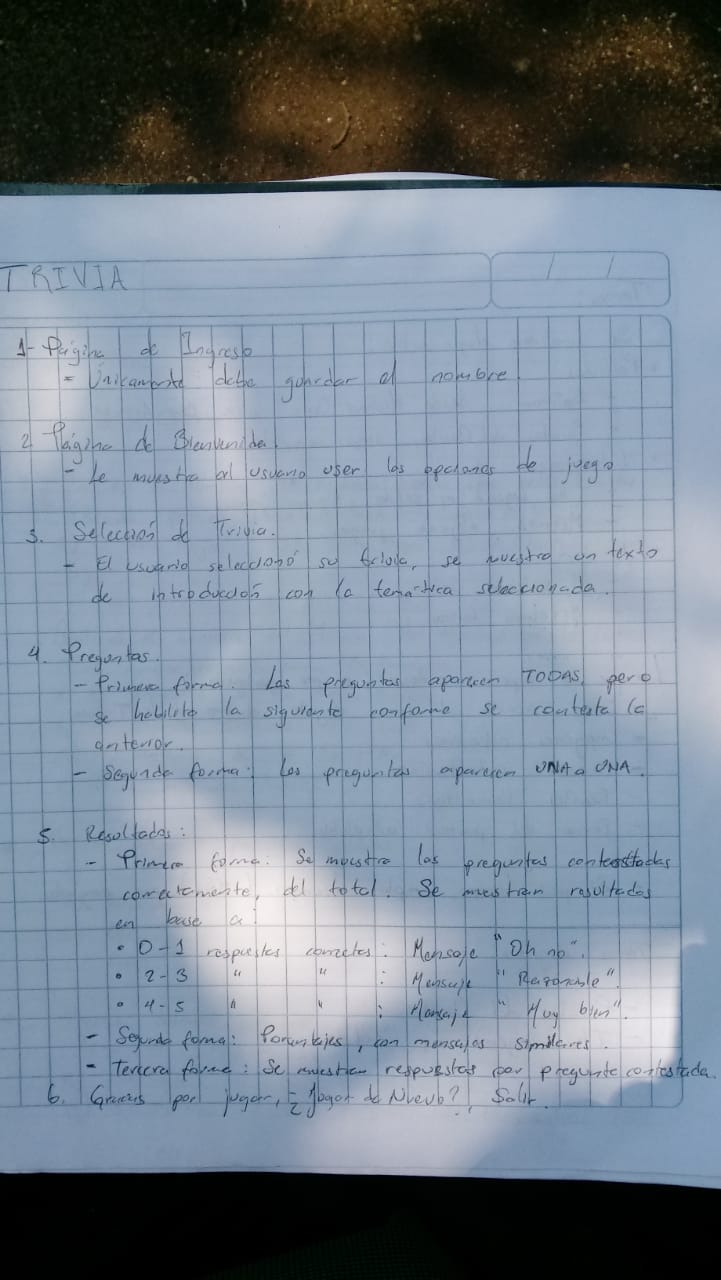 TRIVIA
/ /
1- Página de Ingreso
= Unicamente debe guardar el nombre
2. Página de Bienvenida
- Le muestra al usuario user las opciones de juego
3. Selección de Trivia.
- El usuario seleccionó su trivia, se muestra un texto
de introducción con la temática seleccionada.
4. Preguntas.
- Primera forma. Las preguntas aparecen TODAS, pero
se habilita la siguiente conforme se contesta la
anterior.
- Segunda forma: Las preguntas aparecen UNA a UNA.
5. Resultados:
- Primera forma: Se muestra las preguntas contestadas
correctamente, del total. Se muestran resultados
en base a:
• 0-1 respuestas correctas: Mensaje "Oh no".
• 2-3 " " : Mensaje "Razonable".
• 4-5 " " : Mensaje "Muy bien".
- Segunda forma: Porcentajes, con mensajes similares.
- Tercera forma: Se muestran respuestas por pregunta contestada.
6. Gracias por jugar, ¿Jugar de Nuevo?, Salir.